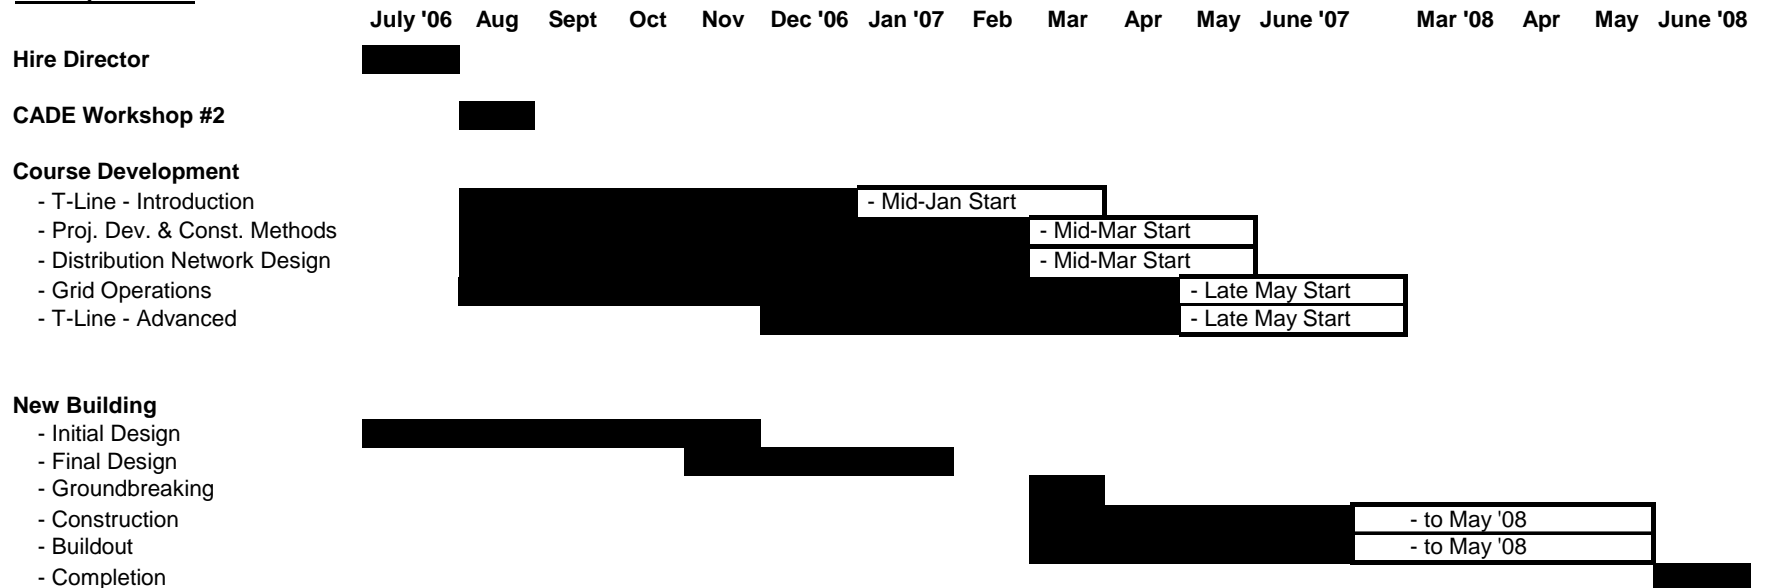 July '06 Aug Sept Oct Nov Dec '06 Jan '07 Feb Mar Apr May June '07 Mar '08 Apr May June '08
Hire Director
CADE Workshop #2
Course Development
- T-Line - Introduction - Mid-Jan Start
- Proj. Dev. & Const. Methods - Mid-Mar Start
- Distribution Network Design - Mid-Mar Start
- Grid Operations - Late May Start
- T-Line - Advanced - Late May Start
New Building
- Initial Design
- Final Design
- Groundbreaking
- Construction - to May '08
- Buildout - to May '08
- Completion